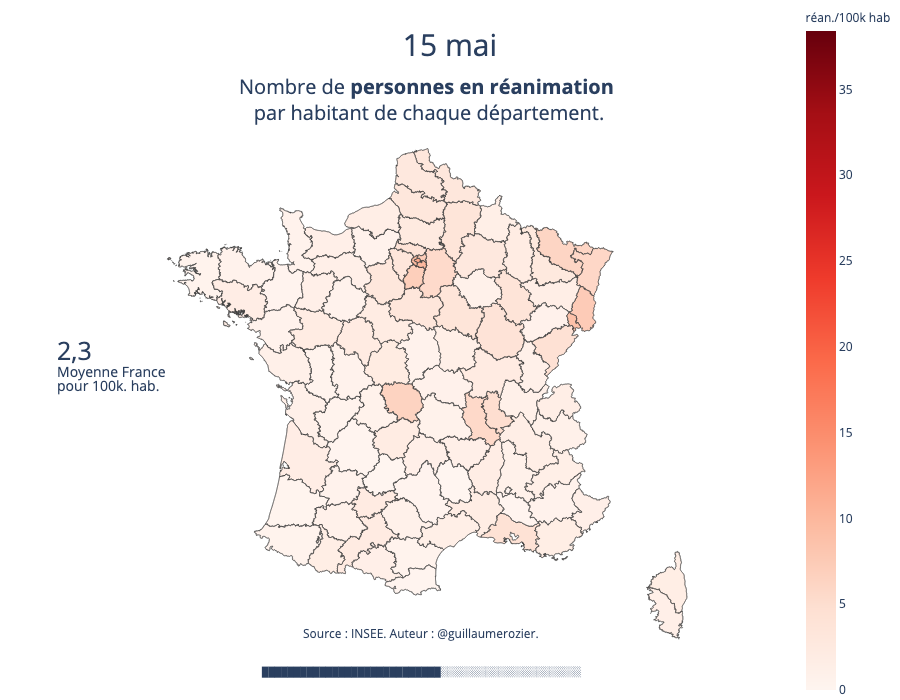 15 mai
Nombre de personnes en réanimation
par habitant de chaque département.
réan./100k hab
35
30
25
20
15
10
5
0
2,3
Moyenne France
pour 100k. hab.
Source : INSEE. Auteur : @guillaumerozier.